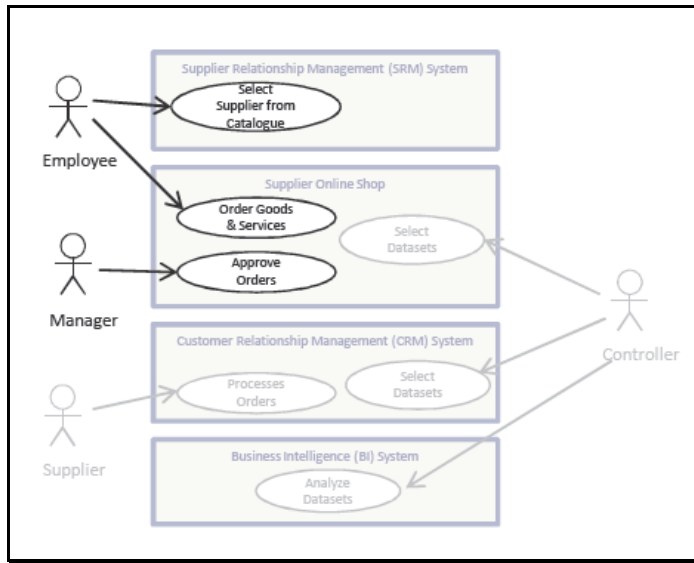 Supplier Relationship Management (SRM) System
Select
Supplier from
Catalogue
Employee
Supplier Online Shop
Order Goods
& Services
Select
Datasets
Approve
Orders
Manager
Customer Relationship Management (CRM) System
Controller
Processes
Orders
Select
Datasets
Supplier
Business Intelligence (BI) System
Analyze
Datasets